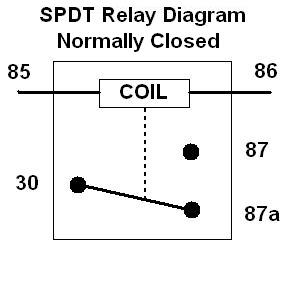 SPDT Relay Diagram
Normally Closed
85
86
COIL
87
30
87a